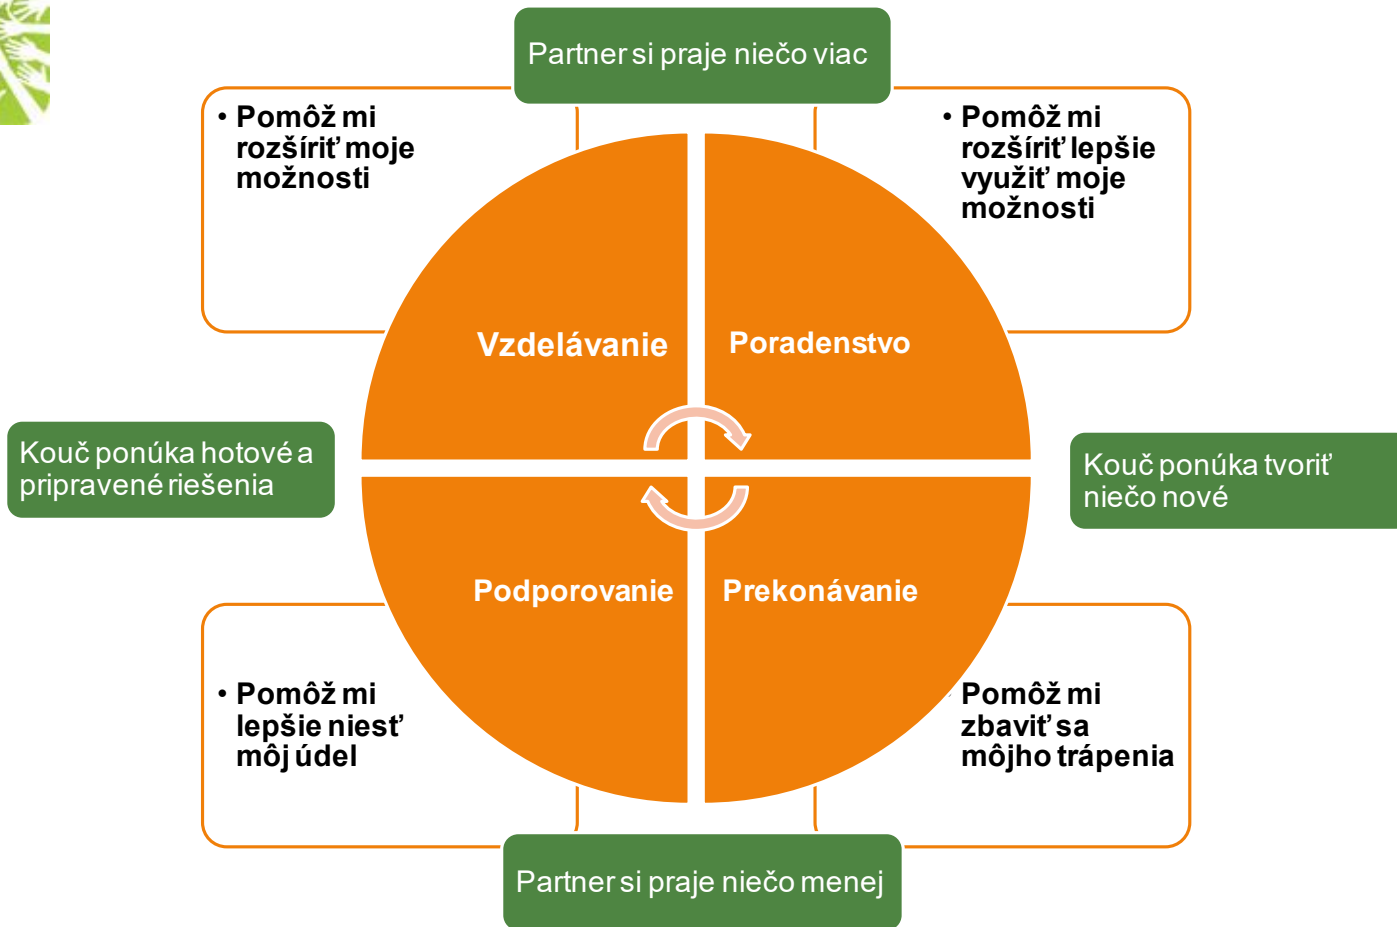 Partner si praje niečo viac
• Pomôž mi
rozšíriť moje
možnosti
• Pomôž mi
rozšíriť lepšie
využiť moje
možnosti
Vzdelávanie
Poradenstvo
Kouč ponúka hotové a
pripravené riešenia
Kouč ponúka tvoriť
niečo nové
Podporovanie
Prekonávanie
• Pomôž mi
lepšie niesť
môj údel
Pomôž mi
zbaviť sa
môjho trápenia
Partner si praje niečo menej